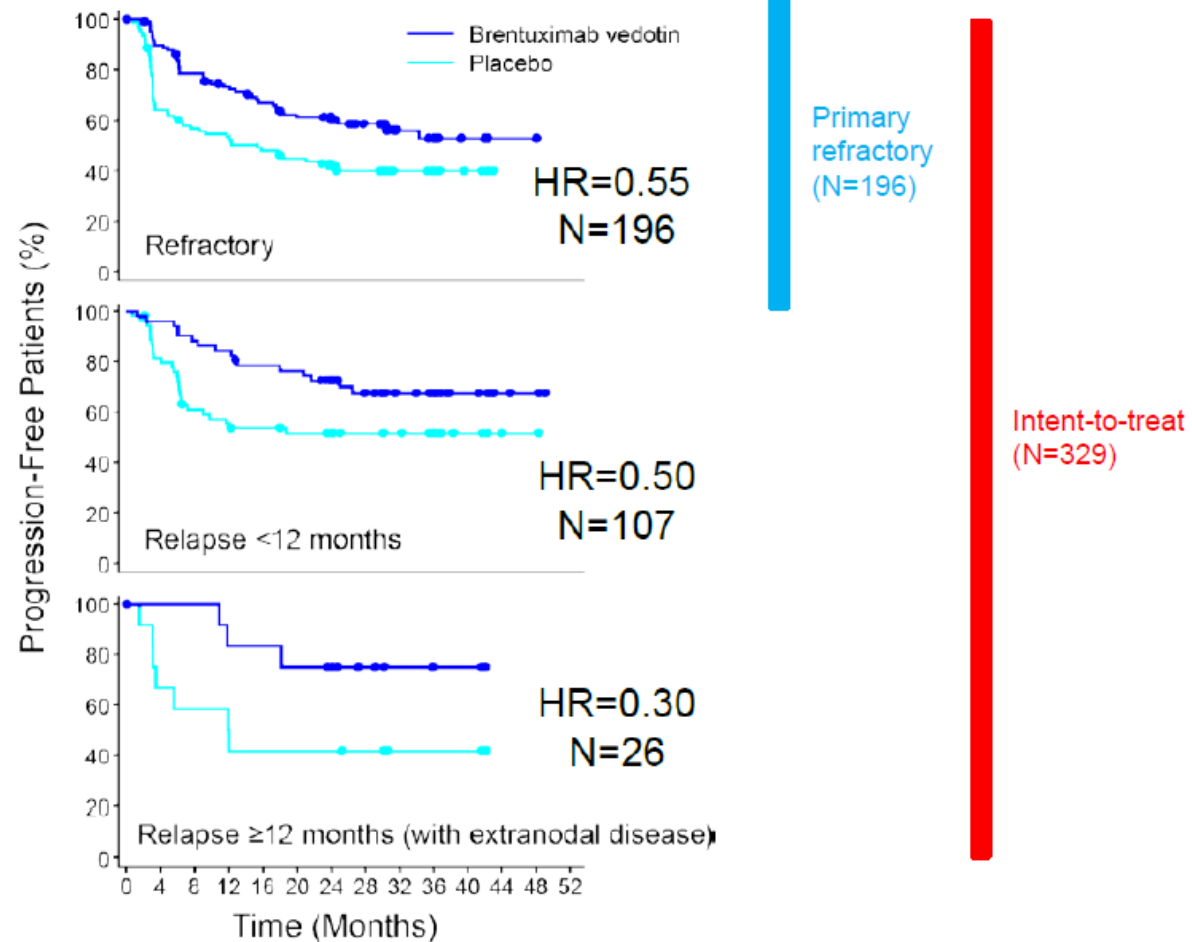 Progression-Free Patients (%)
100
80
60
40
20
0
Brentuximab vedotin
Placebo
HR=0.55
N=196
Refractory
100
80
60
40
20
0
HR=0.50
N=107
Relapse <12 months
100
80
60
40
20
0
HR=0.30
N=26
Relapse ≥12 months (with extranodal disease)
0 4 8 12 16 20 24 28 32 36 40 44 48 52
Time (Months)
Primary
refractory
(N=196)
Intent-to-treat
(N=329)